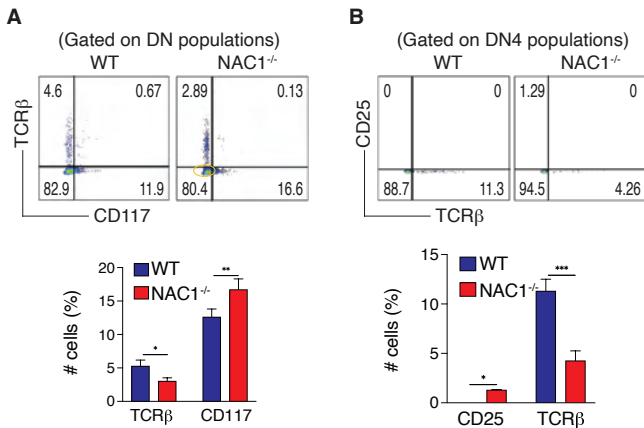 A
(Gated on DN populations)
WT NAC1-/-
4.6 0.67 2.89 0.13
TCRβ
82.9 11.9 80.4 16.6
CD117
WT
NAC1-/-
# cells (%)
20
15
10
5
0
* **
TCRβ CD117
B
(Gated on DN4 populations)
WT NAC1-/-
0 0 1.29 0
CD25
88.7 11.3 94.5 4.26
TCRβ
WT
NAC1-/-
# cells (%)
15
10
5
0
* ***
CD25 TCRβ